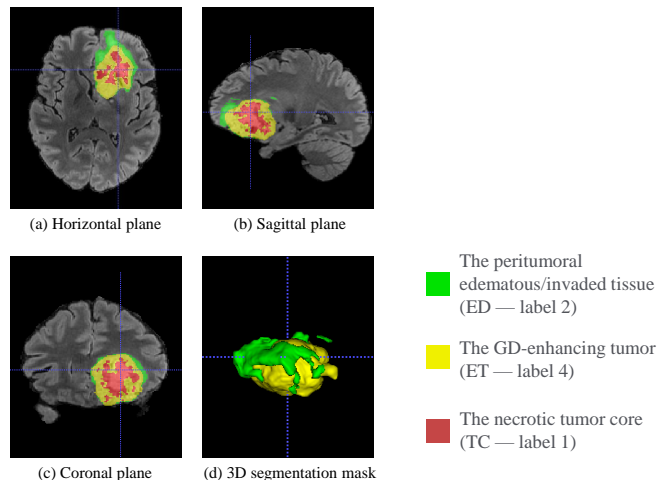 (a) Horizontal plane
(b) Sagittal plane
The peritumoral
edematous/invaded tissue
(ED — label 2)
The GD-enhancing tumor
(ET — label 4)
The necrotic tumor core
(TC — label 1)
(c) Coronal plane
(d) 3D segmentation mask